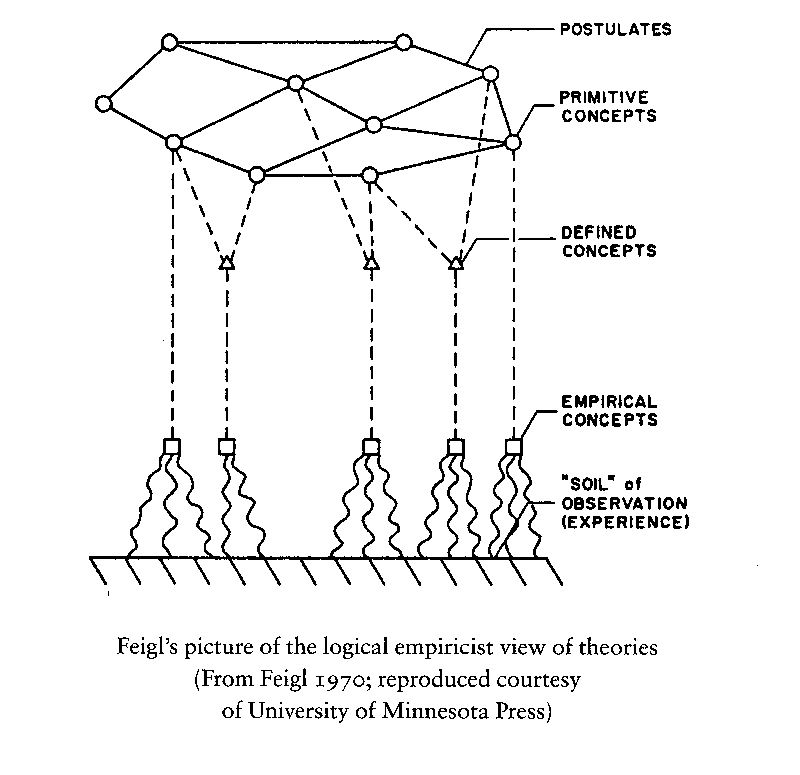 POSTULATES
PRIMITIVE
CONCEPTS
DEFINED
CONCEPTS
EMPIRICAL
CONCEPTS
"SOIL" of
OBSERVATION
(EXPERIENCE)
Feigl's picture of the logical empiricist view of theories
(From Feigl 1970; reproduced courtesy
of University of Minnesota Press)